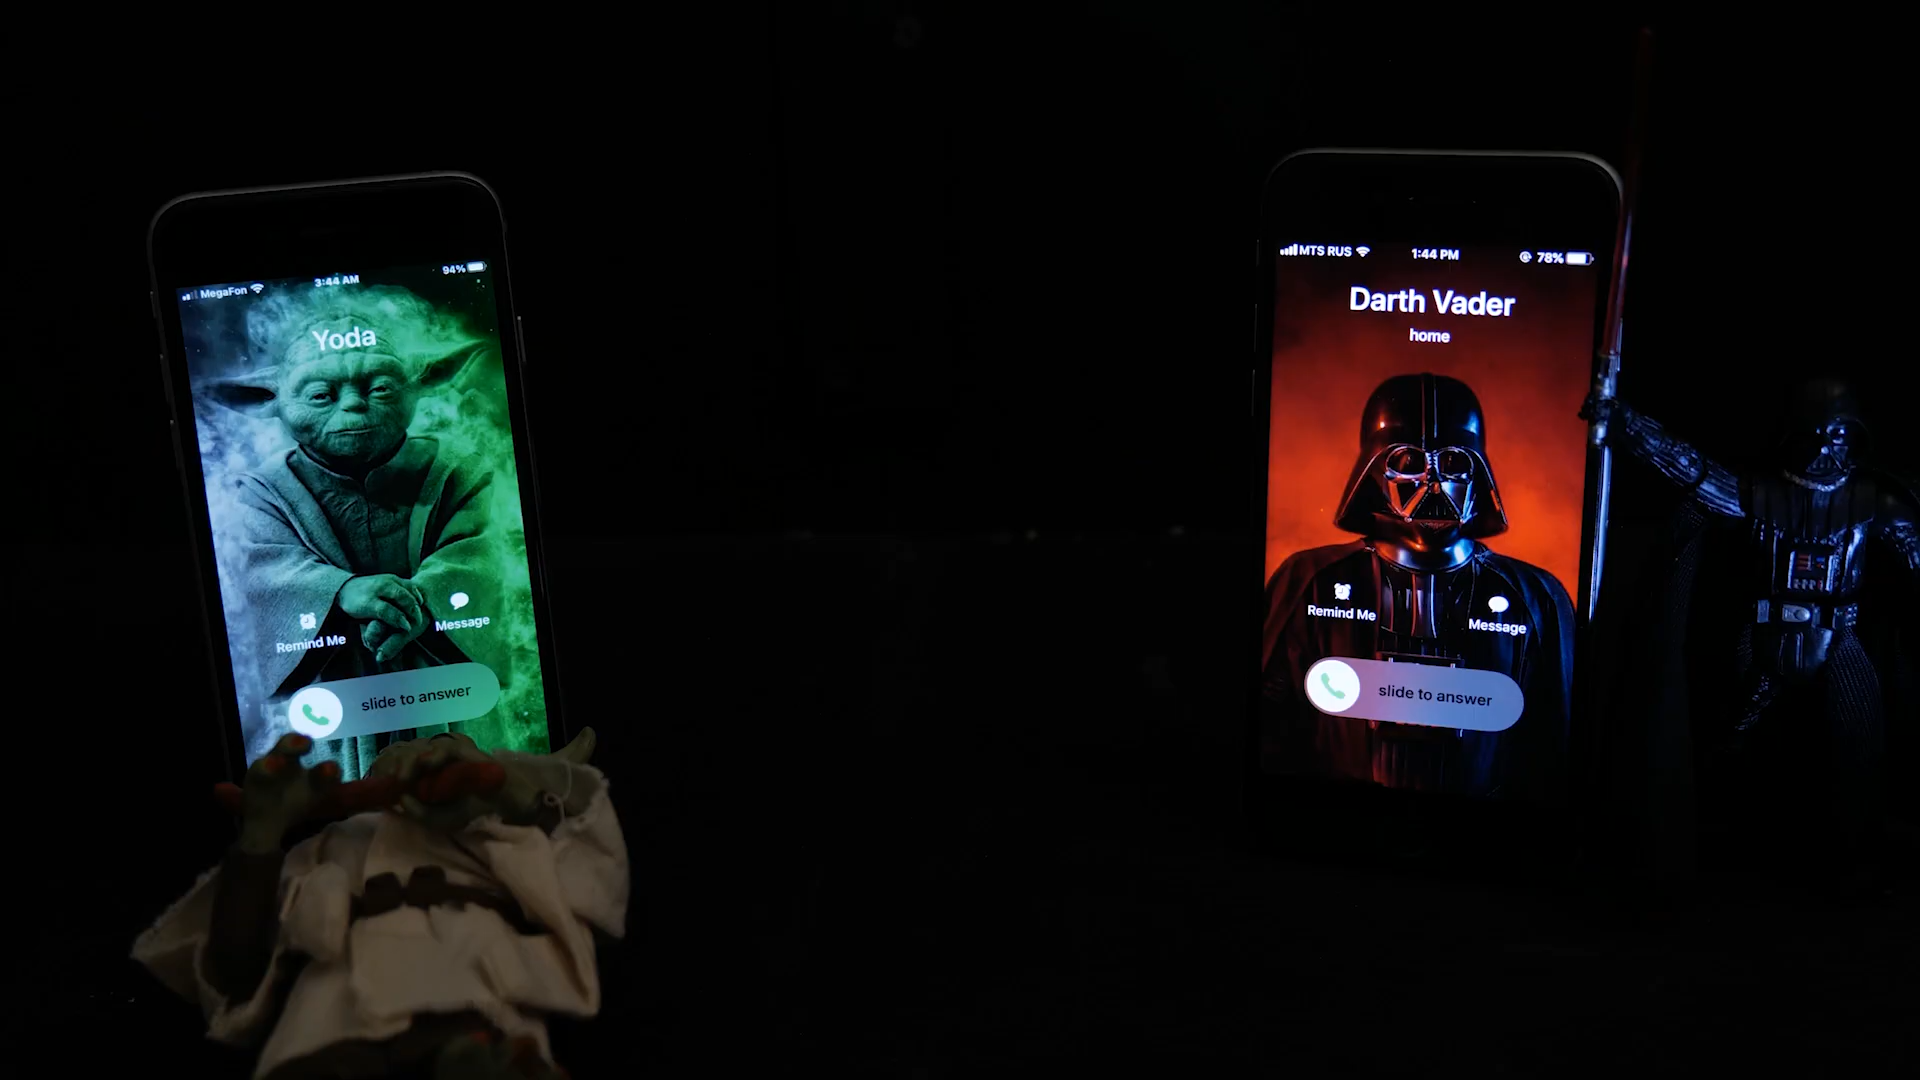 MegaFon 3:44 AM 94%
Yoda
Remind Me
Message
slide to answer
MTS RUS 1:44 PM 78%
Darth Vader
home
Remind Me
Message
slide to answer